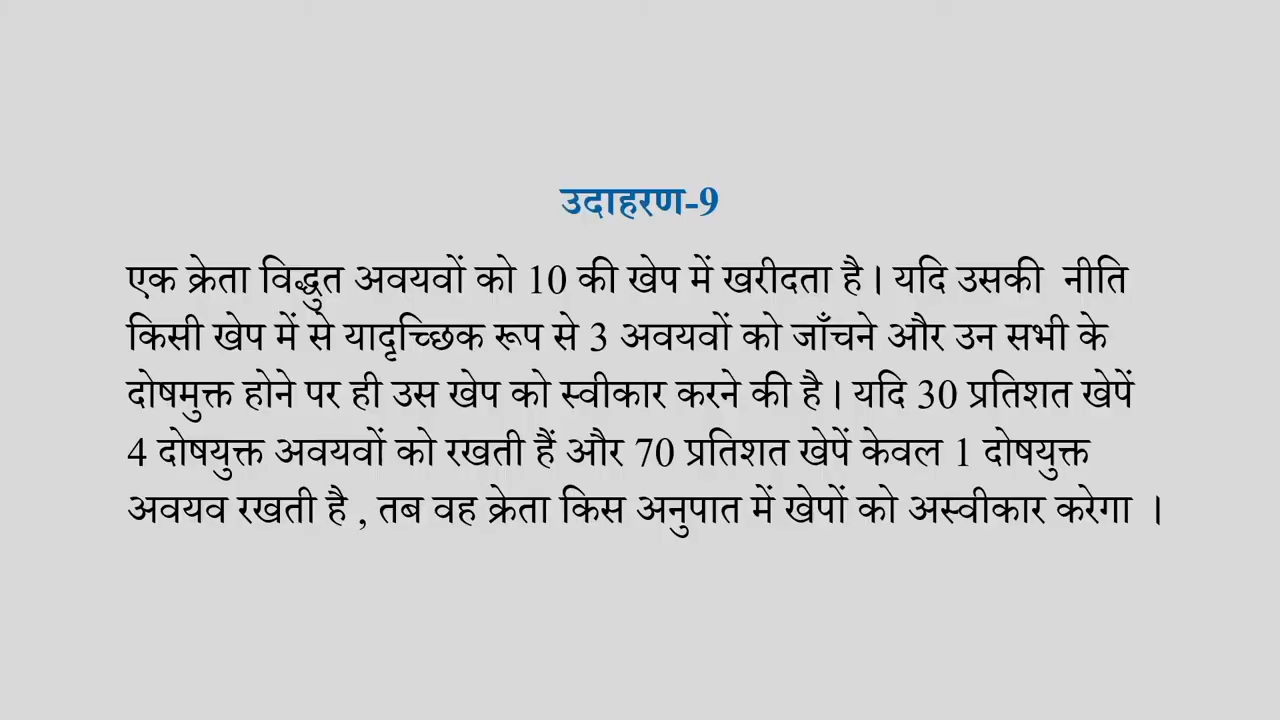 उदाहरण-9
एक क्रेता विद्धुत अवयवों को 10 की खेप में खरीदता है। यदि उसकी नीति
किसी खेप में से यादृच्छिक रूप से 3 अवयवों को जाँचने और उन सभी के
दोषमुक्त होने पर ही उस खेप को स्वीकार करने की है। यदि 30 प्रतिशत खेपें
4 दोषयुक्त अवयवों को रखती हैं और 70 प्रतिशत खेपें केवल 1 दोषयुक्त
अवयव रखती है , तब वह क्रेता किस अनुपात में खेपों को अस्वीकार करेगा ।